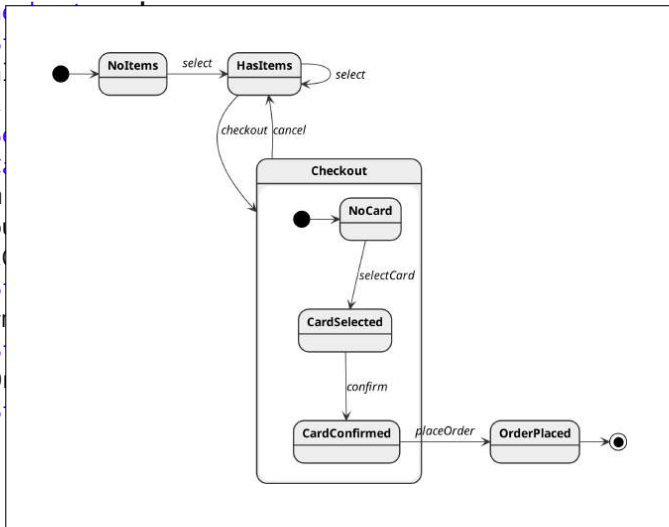 NoItems
select
HasItems
select
checkout
cancel
Checkout
NoCard
selectCard
CardSelected
confirm
CardConfirmed
placeOrder
OrderPlaced